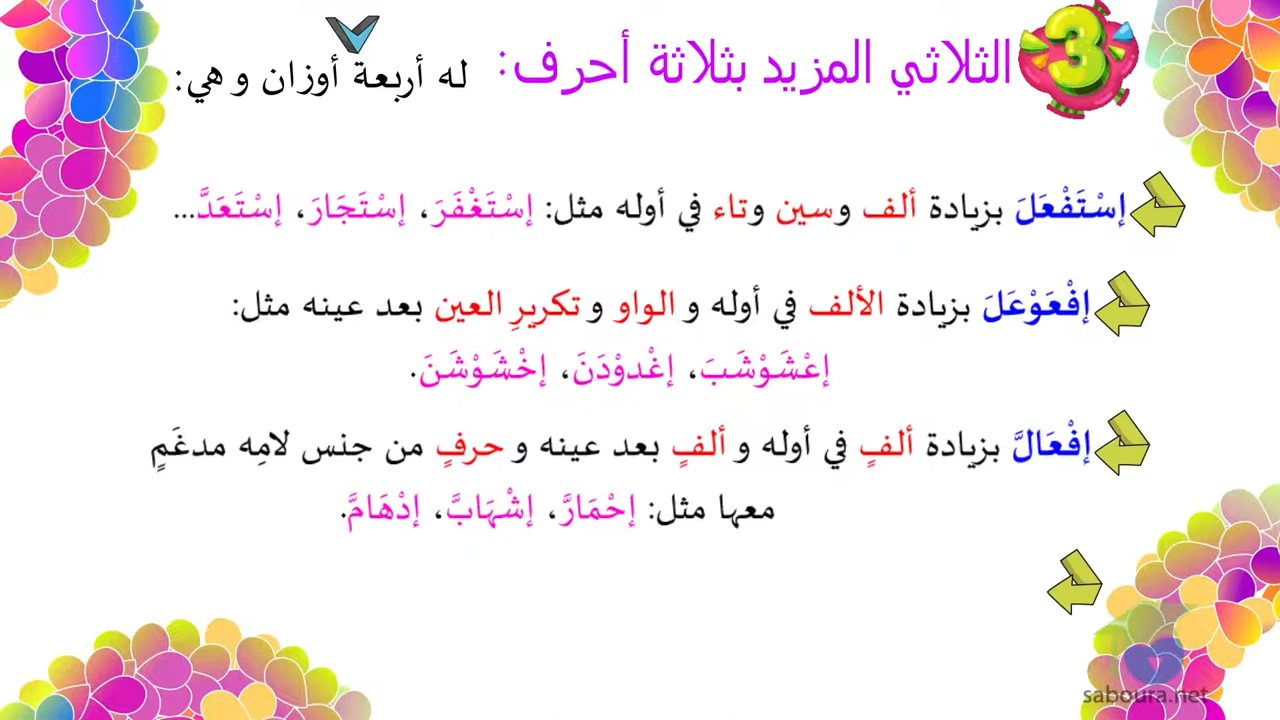 3 الثلاثي المزيد بثلاثة أحرف: له أربعة أوزان و هي:
إسْتَفْعَلَ بزيادة ألف وسين وتاء في أوله مثل: إسْتَغْفَرَ، إسْتَجَارَ، إسْتَعَدَّ...
إفْعَوْعَلَ بزيادة الألف في أوله و الواو و تكريرِ العين بعد عينه مثل:
إعْشَوْشَبَ، إغْدوْدَنَ، إخْشَوْشَنَ.
إفْعَالَّ بزيادة ألفٍ في أوله و ألفٍ بعد عينه و حرفٍ من جنس لامِه مدغَمٍ
معها مثل: إحْمَارَّ، إشْهَابَّ، إدْهَامَّ.
saboura.net